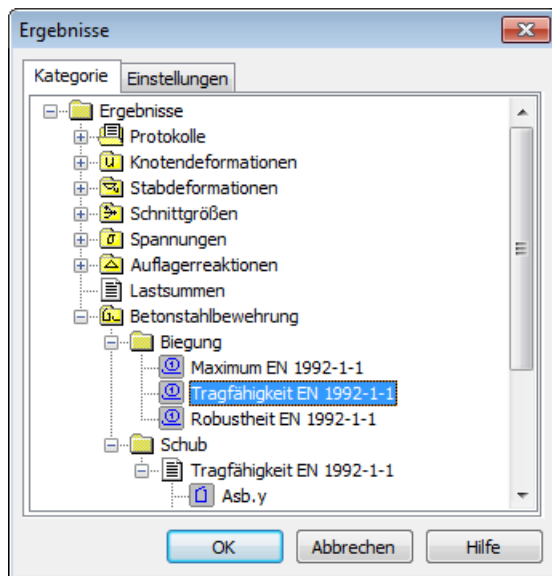 Ergebnisse
Kategorie Einstellungen
Ergebnisse
Protokolle
Knotendeformationen
Stabdeformationen
Schnittgrößen
Spannungen
Auflagerreaktionen
Lastsummen
Betonstahlbewehrung
Biegung
Maximum EN 1992-1-1
Tragfähigkeit EN 1992-1-1
Robustheit EN 1992-1-1
Schub
Tragfähigkeit EN 1992-1-1
Asb.y
OK Abbrechen Hilfe